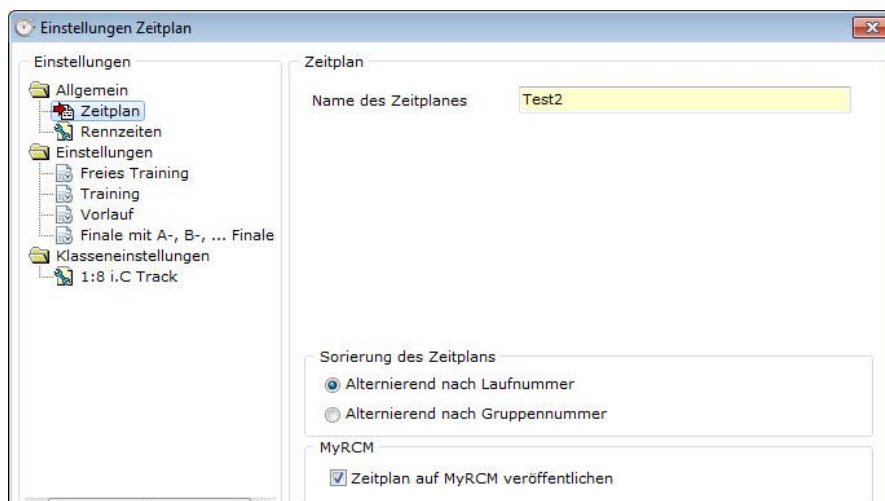 Einstellungen Zeitplan
Einstellungen
Allgemein
Zeitplan
Rennzeiten
Einstellungen
Freies Training
Training
Vorlauf
Finale mit A-, B-, ... Finale
Klasseneinstellungen
1:8 i.C Track
Zeitplan
Name des Zeitplanes
Test2
Sorierung des Zeitplans
Alternierend nach Laufnummer
Alternierend nach Gruppennummer
MyRCM
Zeitplan auf MyRCM veröffentlichen